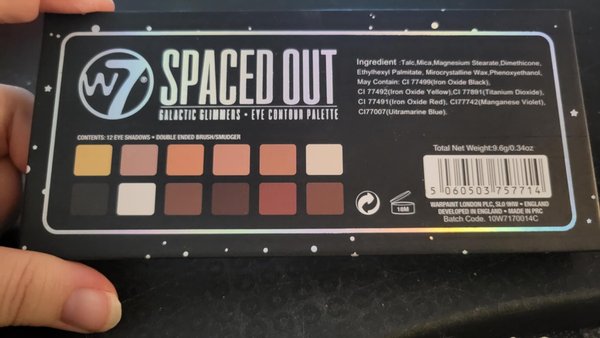 W7
SPACED OUT
GALACTIC GLIMMERS • EYE CONTOUR PALETTE
CONTENTS: 12 EYE SHADOWS • DOUBLE ENDED BRUSH/SMUDGER
Ingredient :Talc,Mica,Magnesium Stearate,Dimethicone,
Ethylhexyl Palmitate, Mirocrystalline Wax,Phenoxyethanol,
May Contain: CI 77499(Iron Oxide Black),
CI 77492(Iron Oxide Yellow),CI 77891(Titanium Dioxide),
CI 77491(Iron Oxide Red), CI77742(Manganese Violet),
CI77007(Ultramarine Blue).
Total Net Weight:9.6g/0.34oz
5 060503 757714
18M
WARPAINT LONDON PLC, SL0 9NW • ENGLAND
DEVELOPED IN ENGLAND • MADE IN PRC
Batch Code. 10W7170014C